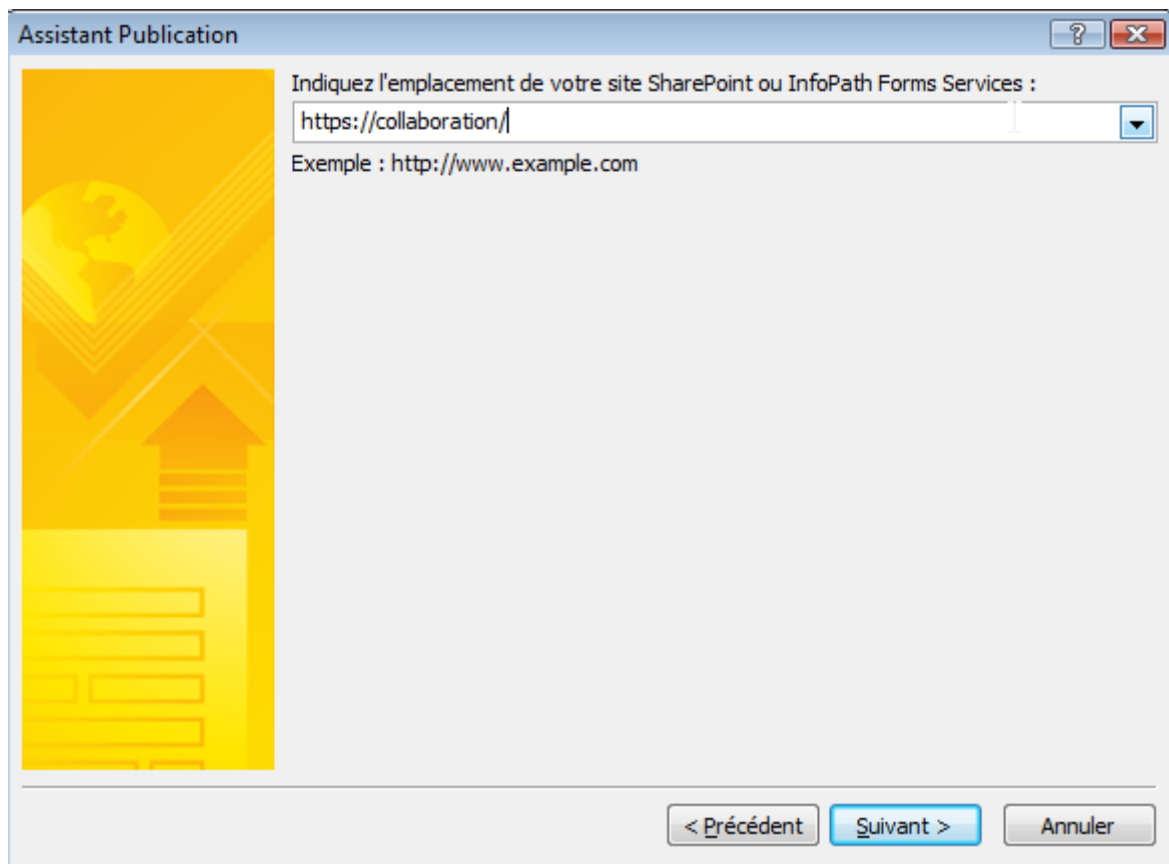 Assistant Publication
Indiquez l'emplacement de votre site SharePoint ou InfoPath Forms Services :
https://collaboration/
Exemple : http://www.example.com
< Précédent
Suivant >
Annuler